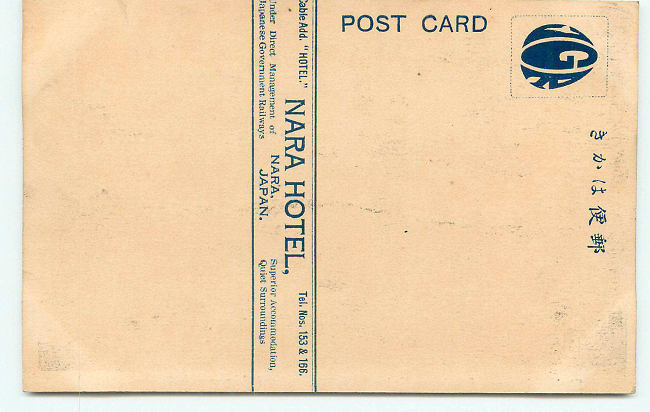 POST CARD
郵便はかき
Cable Add. "HOTEL."
NARA HOTEL,
Tel. Nos. 153 & 166.
Under Direct Management of
Japanese Government Railways
NARA.
JAPAN.
Superior Accommodation,
Quiet Surroundings